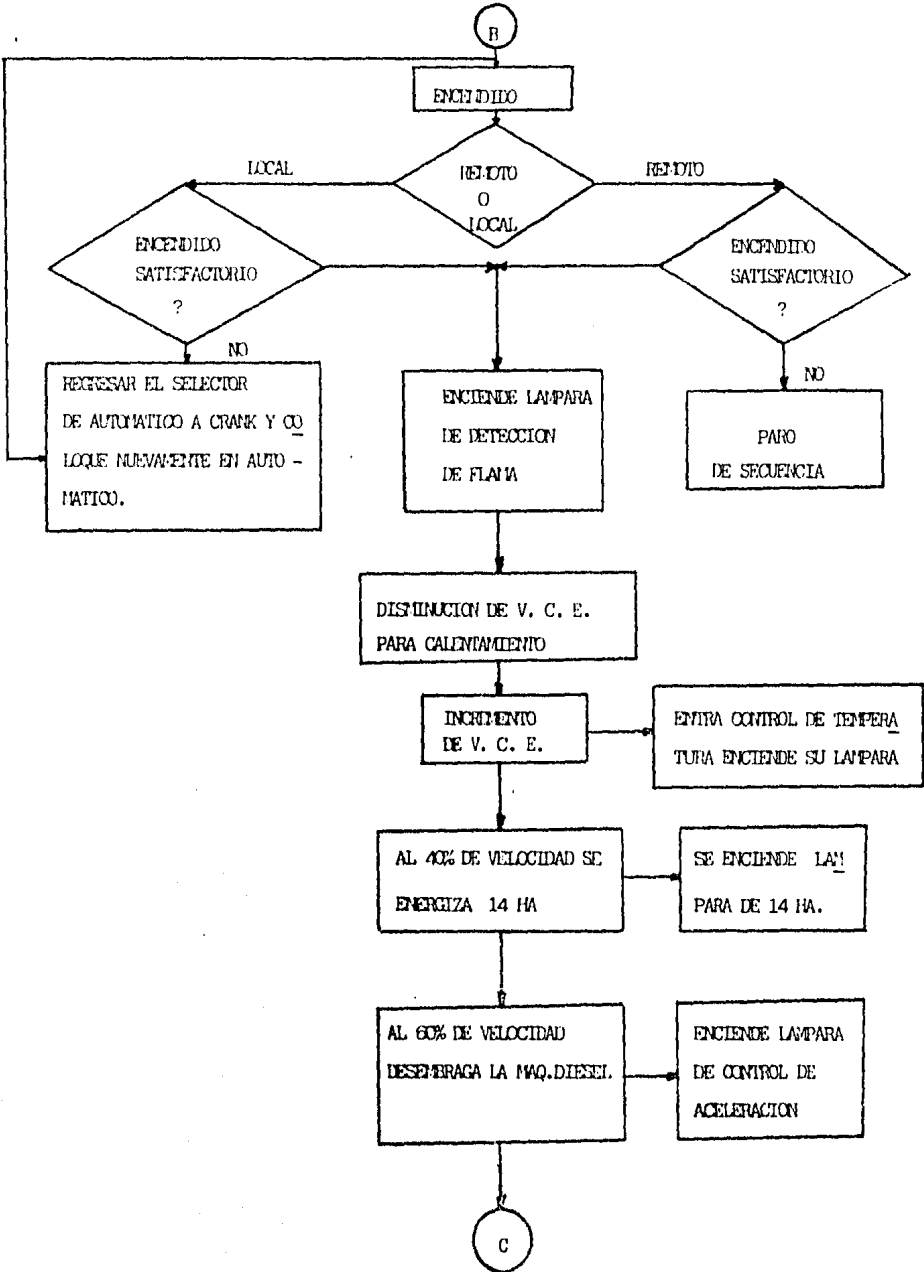 B
ENCENDIDO
LOCAL
REMOTO
O
LOCAL
REMOTO
ENCENDIDO
SATISFACTORIO
?
ENCENDIDO
SATISFACTORIO
?
NO
NO
REGRESAR EL SELECTOR
DE AUTOMATICO A CRANK Y CO
LOQUE NUEVAMENTE EN AUTO -
MATICO.
ENCIENDE LAMPARA
DE DETECCION
DE FLAMA
PARO
DE SECUENCIA
DISMINUCION DE V. C. E.
PARA CALENTAMIENTO
INCREMENTO
DE V. C. E.
ENTRA CONTROL DE TEMPERA
TURA ENCIENDE SU LAMPARA
AL 40% DE VELOCIDAD SE
ENERGIZA 14 HA
SE ENCIENDE LAM
PARA DE 14 HA.
AL 60% DE VELOCIDAD
DESEMBRAGA LA MAQ.DIESEL
ENCIENDE LAMPARA
DE CONTROL DE
ACELERACION
C